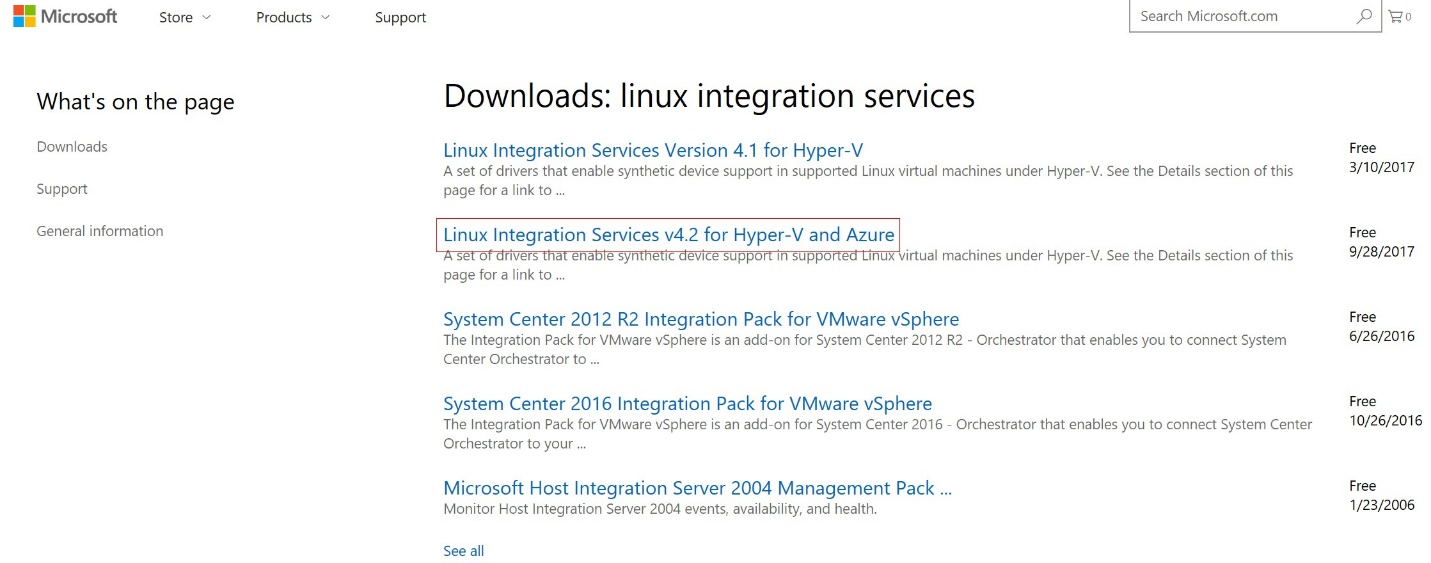 Microsoft Store Products Support Search Microsoft.com 0
What's on the page
Downloads
Support
General information
Downloads: linux integration services
Linux Integration Services Version 4.1 for Hyper-V
A set of drivers that enable synthetic device support in supported Linux virtual machines under Hyper-V. See the Details section of this
page for a link to ...
Free
3/10/2017
Linux Integration Services v4.2 for Hyper-V and Azure
A set of drivers that enable synthetic device support in supported Linux virtual machines under Hyper-V. See the Details section of this
page for a link to ...
Free
9/28/2017
System Center 2012 R2 Integration Pack for VMware vSphere
The Integration Pack for VMware vSphere is an add-on for System Center 2012 R2 - Orchestrator that enables you to connect System
Center Orchestrator to ...
Free
6/26/2016
System Center 2016 Integration Pack for VMware vSphere
The Integration Pack for VMware vSphere is an add-on for System Center 2016 - Orchestrator that enables you to connect System Center
Orchestrator to your ...
Free
10/26/2016
Microsoft Host Integration Server 2004 Management Pack ...
Monitor Host Integration Server 2004 events, availability, and health.
Free
1/23/2006
See all